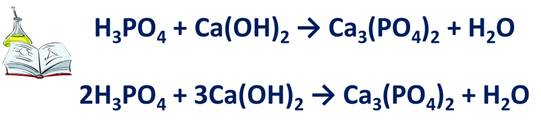 H₃PO₄ + Ca(OH)₂ → Ca₃(PO₄)₂ + H₂O
2H₃PO₄ + 3Ca(OH)₂ → Ca₃(PO₄)₂ + H₂O